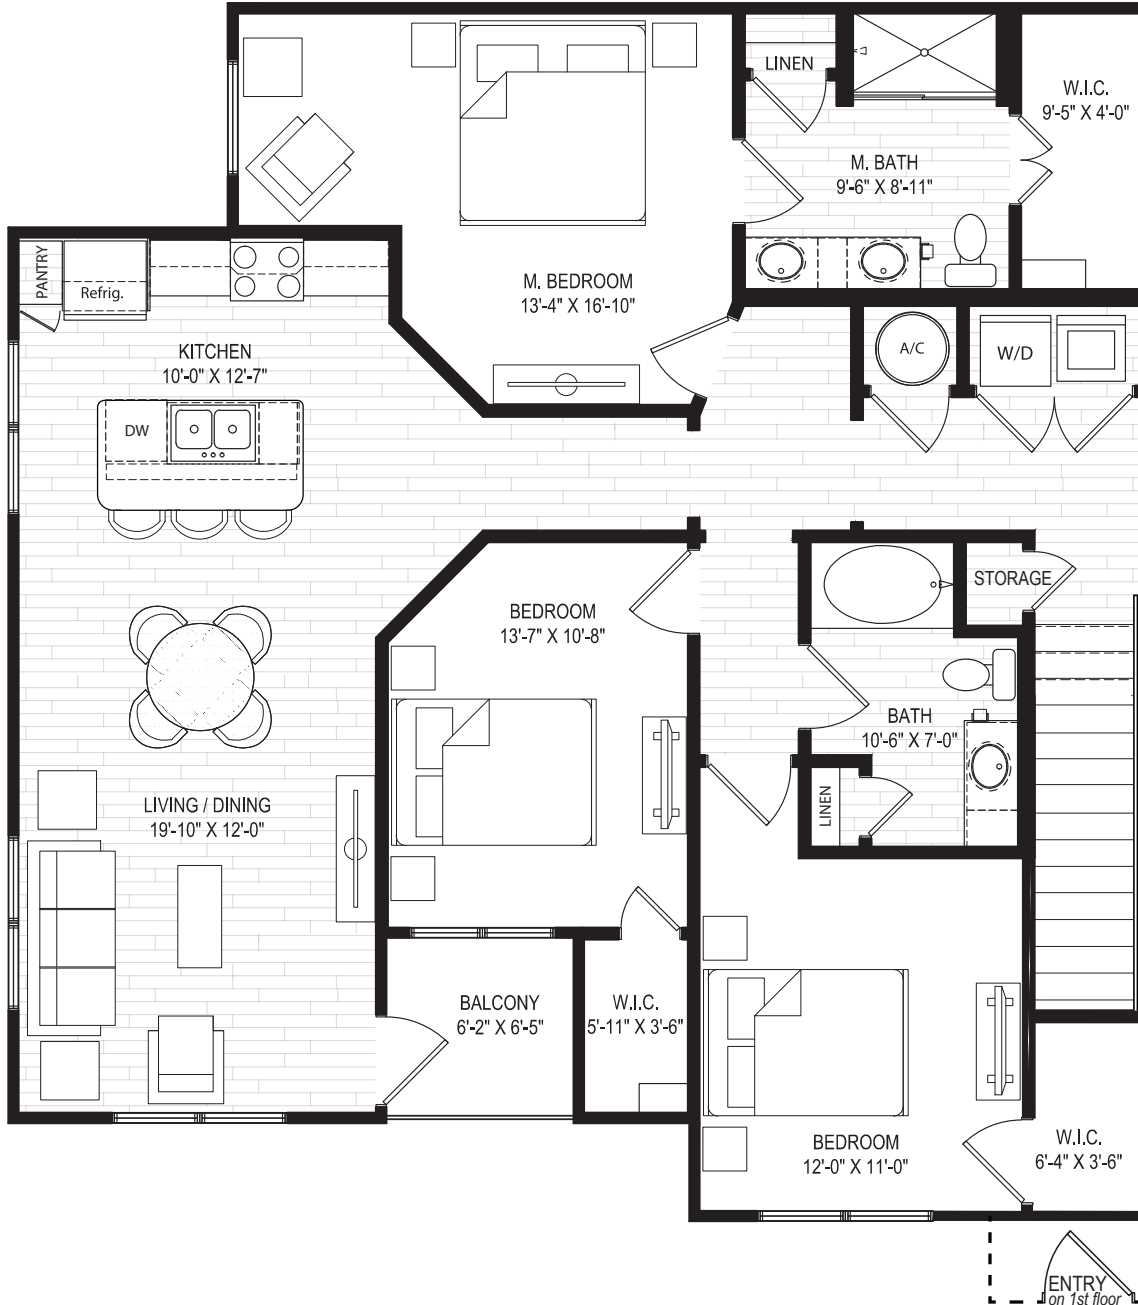 LINEN
W.I.C.
9'-5" X 4'-0"
M. BATH
9'-6" X 8'-11"
PANTRY
Refrig.
M. BEDROOM
13'-4" X 16'-10"
KITCHEN
10'-0" X 12'-7"
A/C
W/D
DW
STORAGE
BEDROOM
13'-7" X 10'-8"
BATH
10'-6" X 7'-0"
LINEN
LIVING / DINING
19'-10" X 12'-0"
BALCONY
6'-2" X 6'-5"
W.I.C.
5'-11" X 3'-6"
BEDROOM
12'-0" X 11'-0"
W.I.C.
6'-4" X 3'-6"
ENTRY
on 1st floor